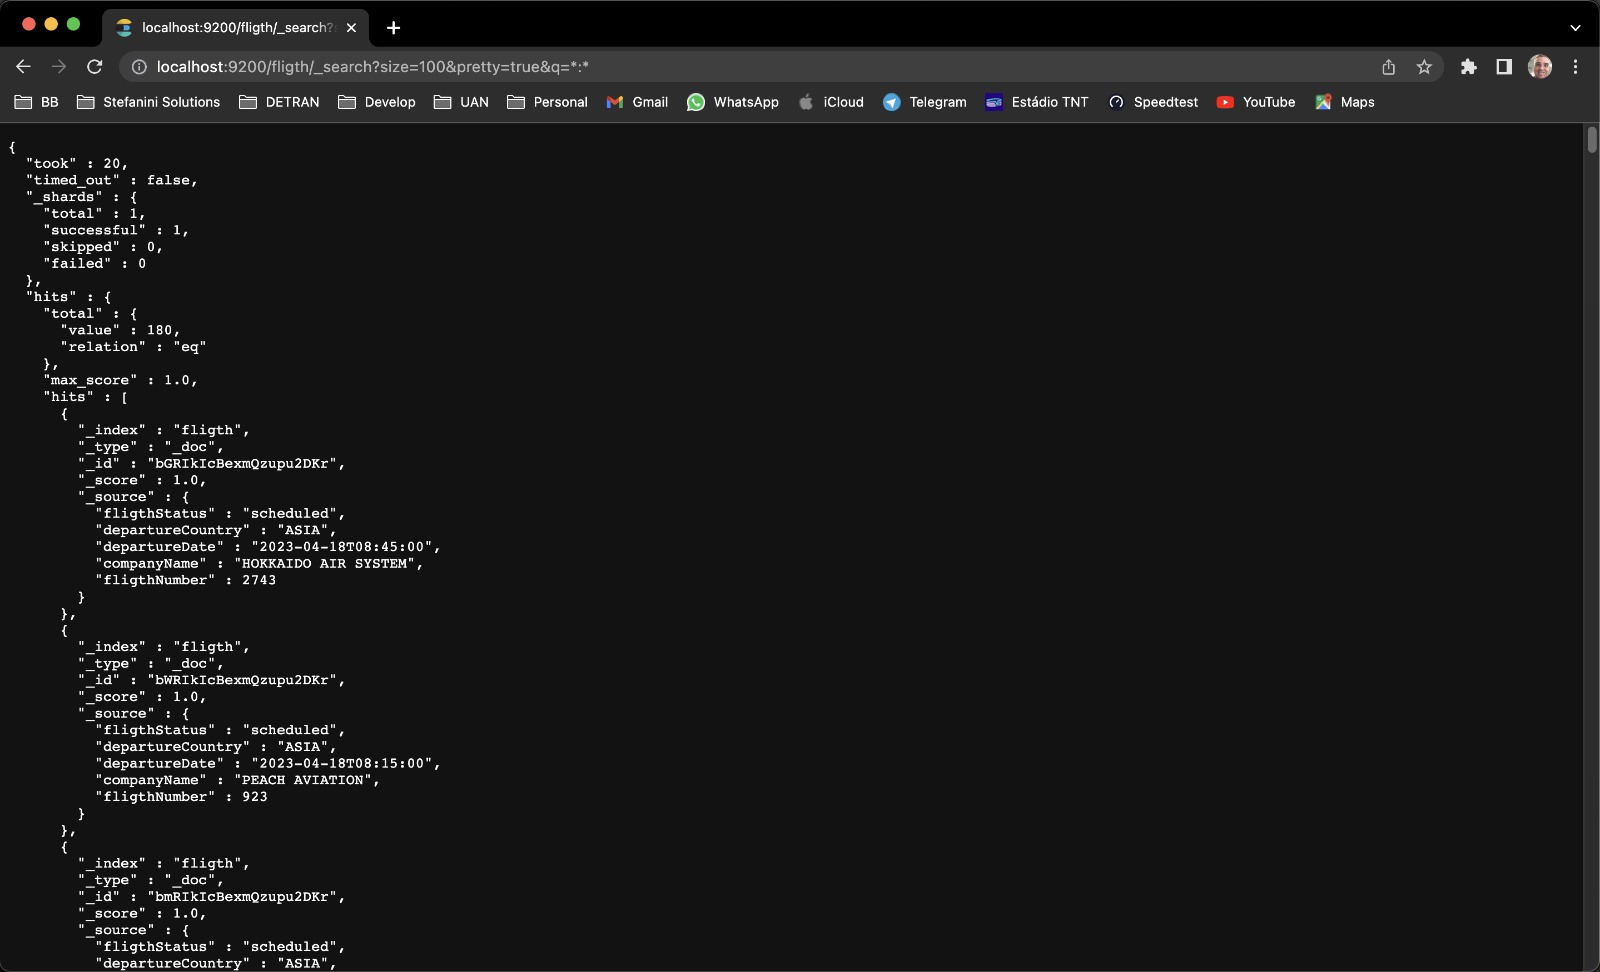 localhost:9200/fligth/_search?
localhost:9200/fligth/_search?size=100&pretty=true&q=*:*
BB Stefanini Solutions DETRAN Develop UAN Personal Gmail WhatsApp iCloud Telegram Estádio TNT Speedtest YouTube Maps
{
  "took" : 20,
  "timed_out" : false,
  "_shards" : {
    "total" : 1,
    "successful" : 1,
    "skipped" : 0,
    "failed" : 0
  },
  "hits" : {
    "total" : {
      "value" : 180,
      "relation" : "eq"
    },
    "max_score" : 1.0,
    "hits" : [
      {
        "_index" : "fligth",
        "_type" : "_doc",
        "_id" : "bGRIkIcBexmQzupu2DKr",
        "_score" : 1.0,
        "_source" : {
          "fligthStatus" : "scheduled",
          "departureCountry" : "ASIA",
          "departureDate" : "2023-04-18T08:45:00",
          "companyName" : "HOKKAIDO AIR SYSTEM",
          "fligthNumber" : 2743
        }
      },
      {
        "_index" : "fligth",
        "_type" : "_doc",
        "_id" : "bWRIkIcBexmQzupu2DKr",
        "_score" : 1.0,
        "_source" : {
          "fligthStatus" : "scheduled",
          "departureCountry" : "ASIA",
          "departureDate" : "2023-04-18T08:15:00",
          "companyName" : "PEACH AVIATION",
          "fligthNumber" : 923
        }
      },
      {
        "_index" : "fligth",
        "_type" : "_doc",
        "_id" : "bmRIkIcBexmQzupu2DKr",
        "_score" : 1.0,
        "_source" : {
          "fligthStatus" : "scheduled",
          "departureCountry" : "ASIA",